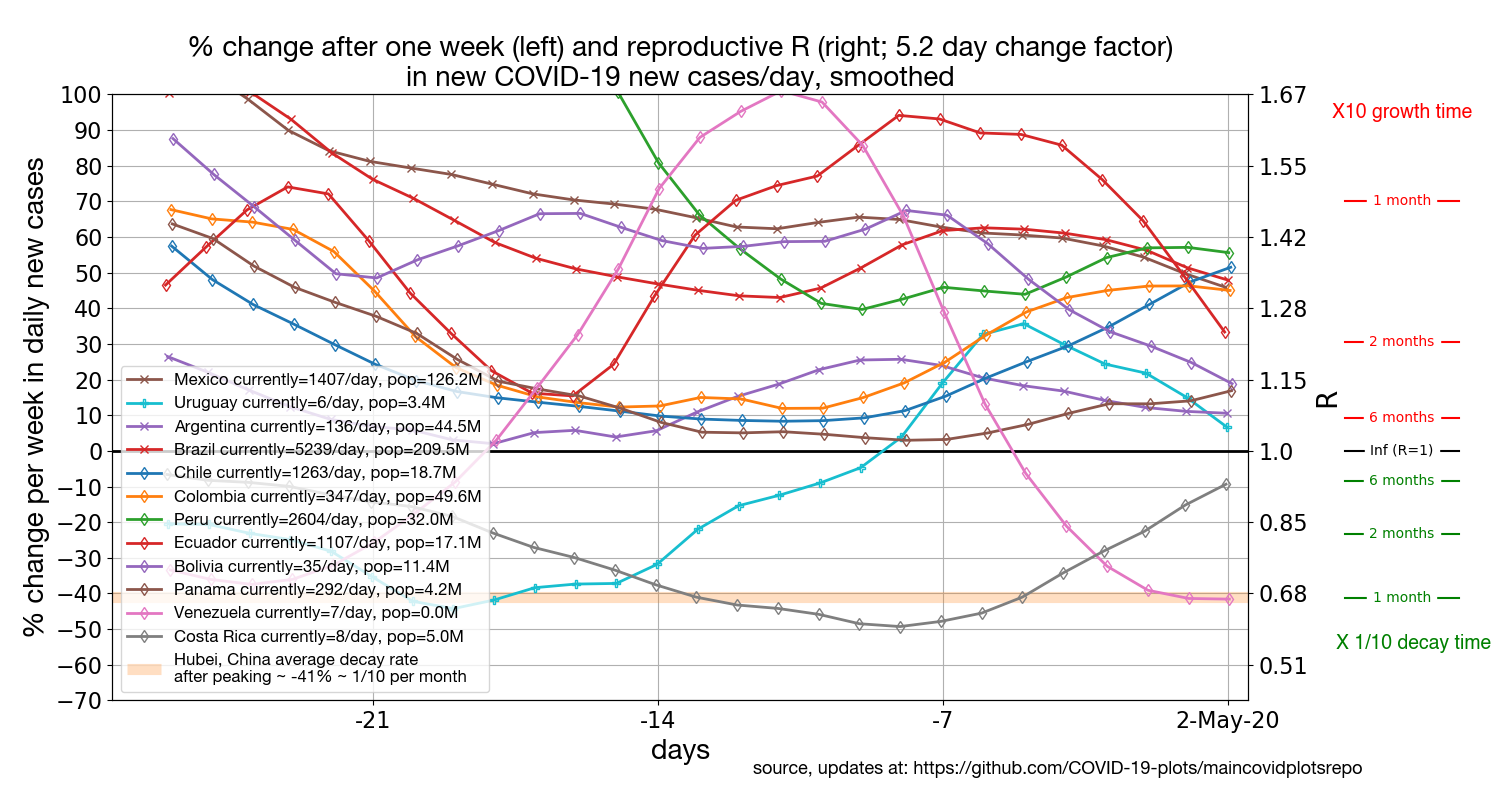 % change after one week (left) and reproductive R (right; 5.2 day change factor)
in new COVID-19 new cases/day, smoothed
% change per week in daily new cases
100
90
80
70
60
50
40
30
20
10
0
−10
−20
−30
−40
−50
−60
−70
Mexico currently=1407/day, pop=126.2M
Uruguay currently=6/day, pop=3.4M
Argentina currently=136/day, pop=44.5M
Brazil currently=5239/day, pop=209.5M
Chile currently=1263/day, pop=18.7M
Colombia currently=347/day, pop=49.6M
Peru currently=2604/day, pop=32.0M
Ecuador currently=1107/day, pop=17.1M
Bolivia currently=35/day, pop=11.4M
Panama currently=292/day, pop=4.2M
Venezuela currently=7/day, pop=0.0M
Costa Rica currently=8/day, pop=5.0M
Hubei, China average decay rate
after peaking ~ -41% ~ 1/10 per month
-21
-14
-7
2-May-20
days
1.67
1.55
1.42
1.28
1.15
1.0
0.85
0.68
0.51
R
X10 growth time
1 month
2 months
6 months
Inf (R=1)
6 months
2 months
1 month
X 1/10 decay time
source, updates at: https://github.com/COVID-19-plots/maincovidplotsrepo